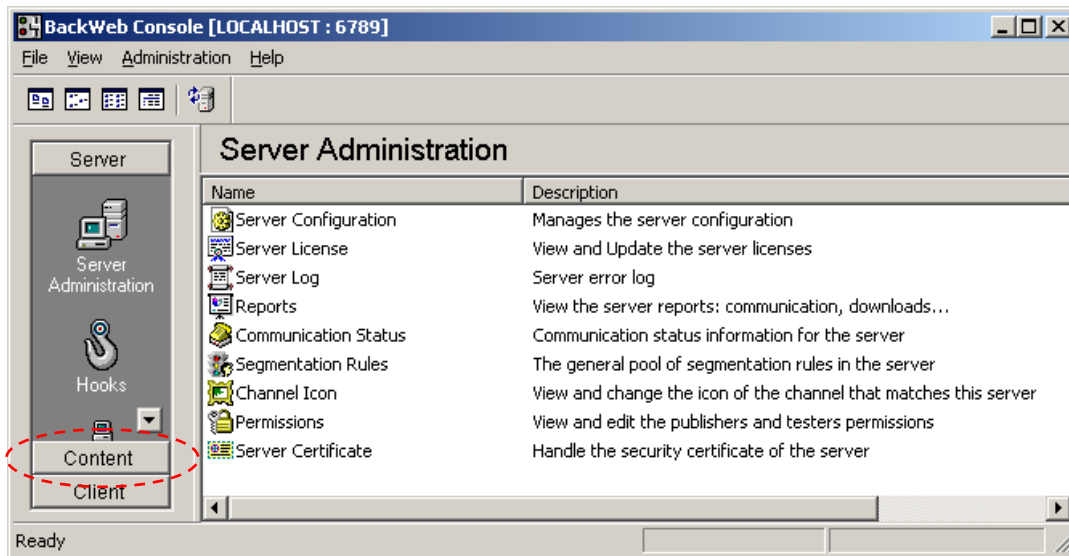 BackWeb Console [LOCALHOST : 6789]
File View Administration Help
Server
Server Administration
Name Description
Server Configuration Manages the server configuration
Server License View and Update the server licenses
Server Log Server error log
Reports View the server reports: communication, downloads...
Communication Status Communication status information for the server
Segmentation Rules The general pool of segmentation rules in the server
Channel Icon View and change the icon of the channel that matches this server
Permissions View and edit the publishers and testers permissions
Server Certificate Handle the security certificate of the server
Server
Administration
Hooks
Content
Client
Ready